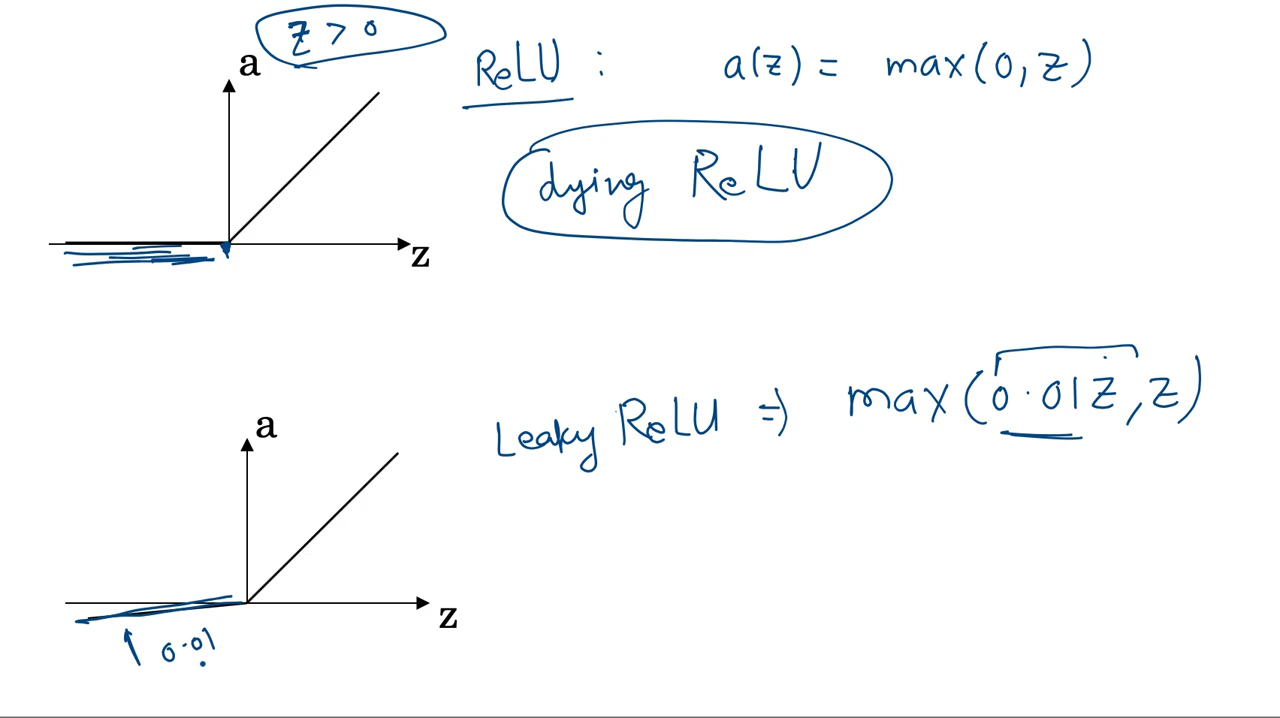 z > 0
a
ReLU : a(z) = max(0, z)
dying ReLU
z
Leaky ReLU => max(0.01z, z)
a
z
0.01